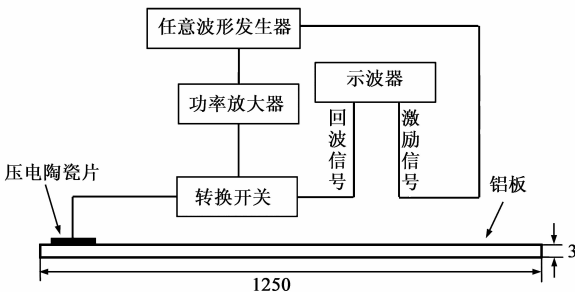 任意波形发生器
示波器
功率放大器
回波信号
激励信号
压电陶瓷片
转换开关
铝板
3
1250